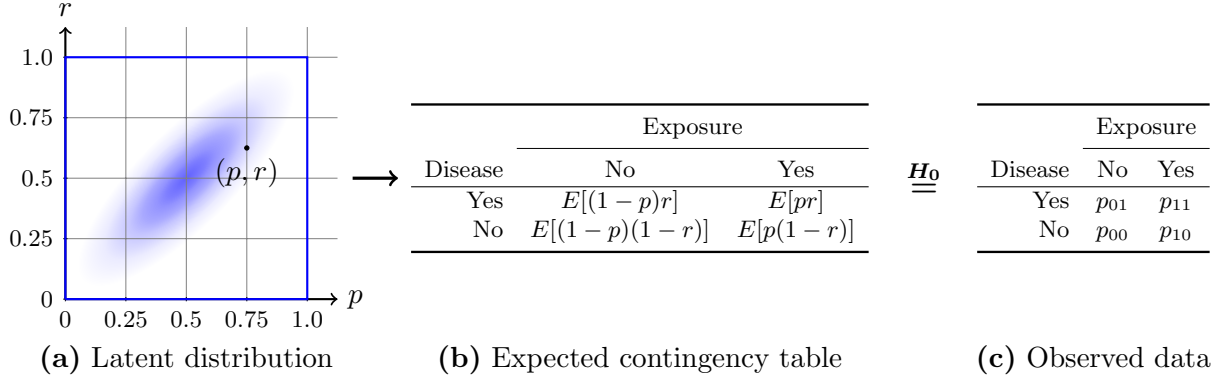 r
1.0
0.75
0.5
0.25
0
0 0.25 0.5 0.75 1.0
p
(p, r)
(a) Latent distribution
Exposure
Disease No Yes
Yes E[(1 − p)r] E[pr]
No E[(1 − p)(1 − r)] E[p(1 − r)]
(b) Expected contingency table
H₀
=
Exposure
Disease No Yes
Yes p₀₁ p₁₁
No p₀₀ p₁₀
(c) Observed data